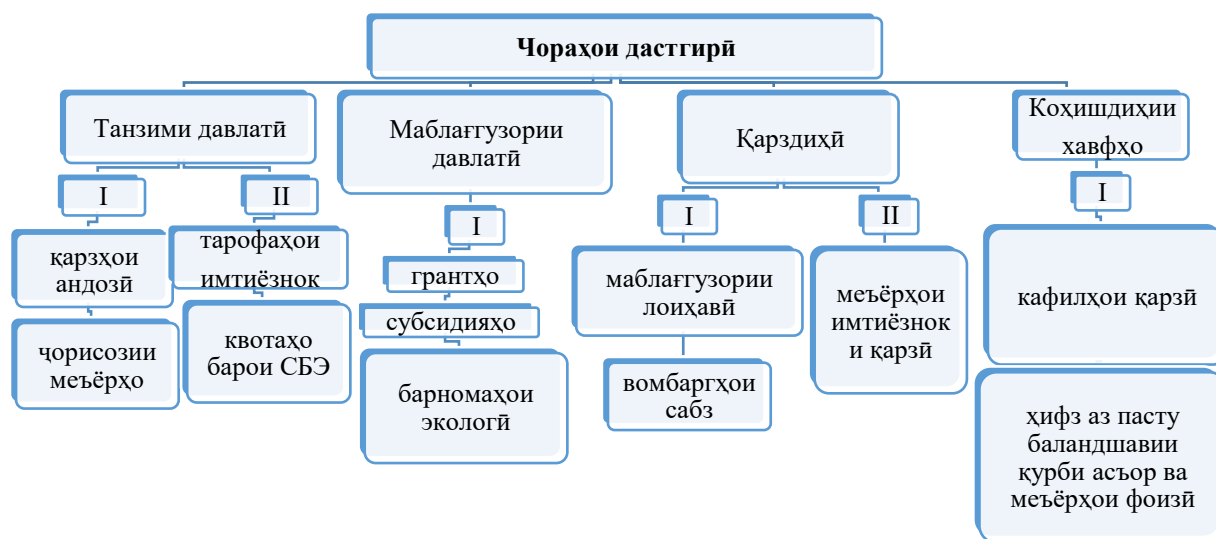 Чораҳои дастгирӣ
Танзими давлатӣ
I
қарзҳои
андозӣ
ҷорисозии
меъёрҳо
II
тарофаҳои
имтиёзнок
квотаҳо
барои СБЭ
Маблағгузории
давлатӣ
I
грантҳо
субсидияҳо
барномаҳои
экологӣ
Қарздиҳӣ
I
маблағгузории
лоиҳавӣ
вомбаргҳои
сабз
II
меъёрҳои
имтиёзнок
и қарзӣ
Коҳишдиҳии
хавфҳо
I
кафилҳои қарзӣ
ҳифз аз пасту
баландшавии
қурби асъор ва
меъёрҳои фоизӣ